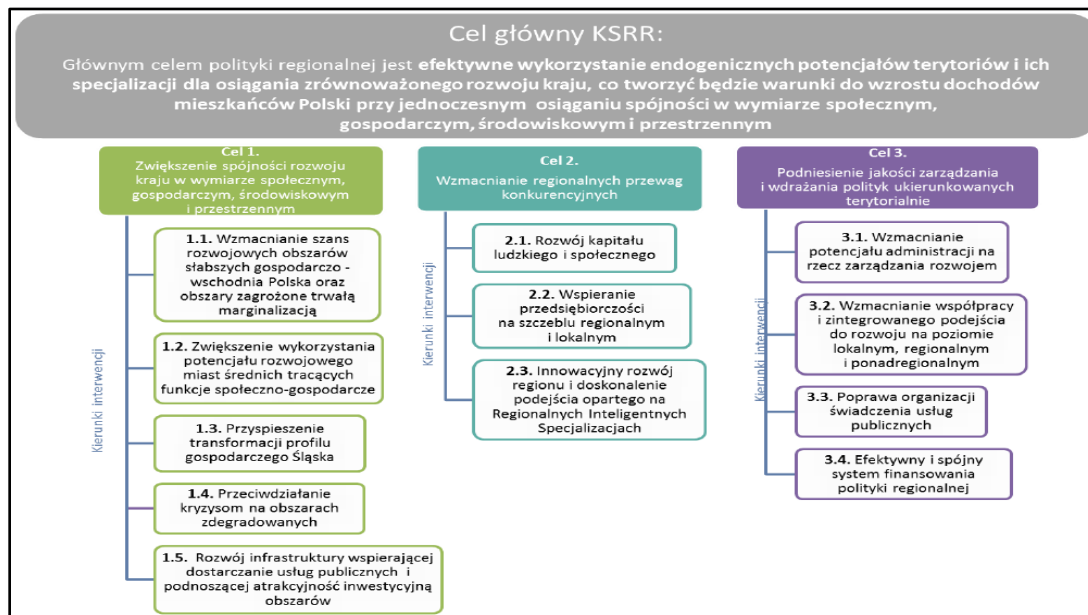 Cel główny KSRR:
Głównym celem polityki regionalnej jest efektywne wykorzystanie endogenicznych potencjałów terytoriów i ich
specjalizacji dla osiągania zrównoważonego rozwoju kraju, co tworzyć będzie warunki do wzrostu dochodów
mieszkańców Polski przy jednoczesnym osiąganiu spójności w wymiarze społecznym,
gospodarczym, środowiskowym i przestrzennym
Cel 1.
Zwiększenie spójności rozwoju
kraju w wymiarze społecznym,
gospodarczym, środowiskowym
i przestrzennym
Kierunki interwencji
1.1. Wzmacnianie szans
rozwojowych obszarów
słabszych gospodarczo -
wschodnia Polska oraz
obszary zagrożone trwałą
marginalizacją
1.2. Zwiększenie wykorzystania
potencjału rozwojowego
miast średnich tracących
funkcje społeczno-gospodarcze
1.3. Przyspieszenie
transformacji profilu
gospodarczego Śląska
1.4. Przeciwdziałanie
kryzysom na obszarach
zdegradowanych
1.5. Rozwój infrastruktury wspierającej
dostarczanie usług publicznych i
podnoszącej atrakcyjność inwestycyjną
obszarów
Cel 2.
Wzmacnianie regionalnych przewag
konkurencyjnych
Kierunki interwencji
2.1. Rozwój kapitału
ludzkiego i społecznego
2.2. Wspieranie
przedsiębiorczości
na szczeblu regionalnym
i lokalnym
2.3. Innowacyjny rozwój
regionu i doskonalenie
podejścia opartego na
Regionalnych Inteligentnych
Specjalizacjach
Cel 3.
Podniesienie jakości zarządzania
i wdrażania polityk ukierunkowanych
terytorialnie
Kierunki interwencji
3.1. Wzmacnianie
potencjału administracji na
rzecz zarządzania rozwojem
3.2. Wzmacnianie współpracy
i zintegrowanego podejścia
do rozwoju na poziomie
lokalnym, regionalnym
i ponadregionalnym
3.3. Poprawa organizacji
świadczenia usług
publicznych
3.4. Efektywny i spójny
system finansowania
polityki regionalnej